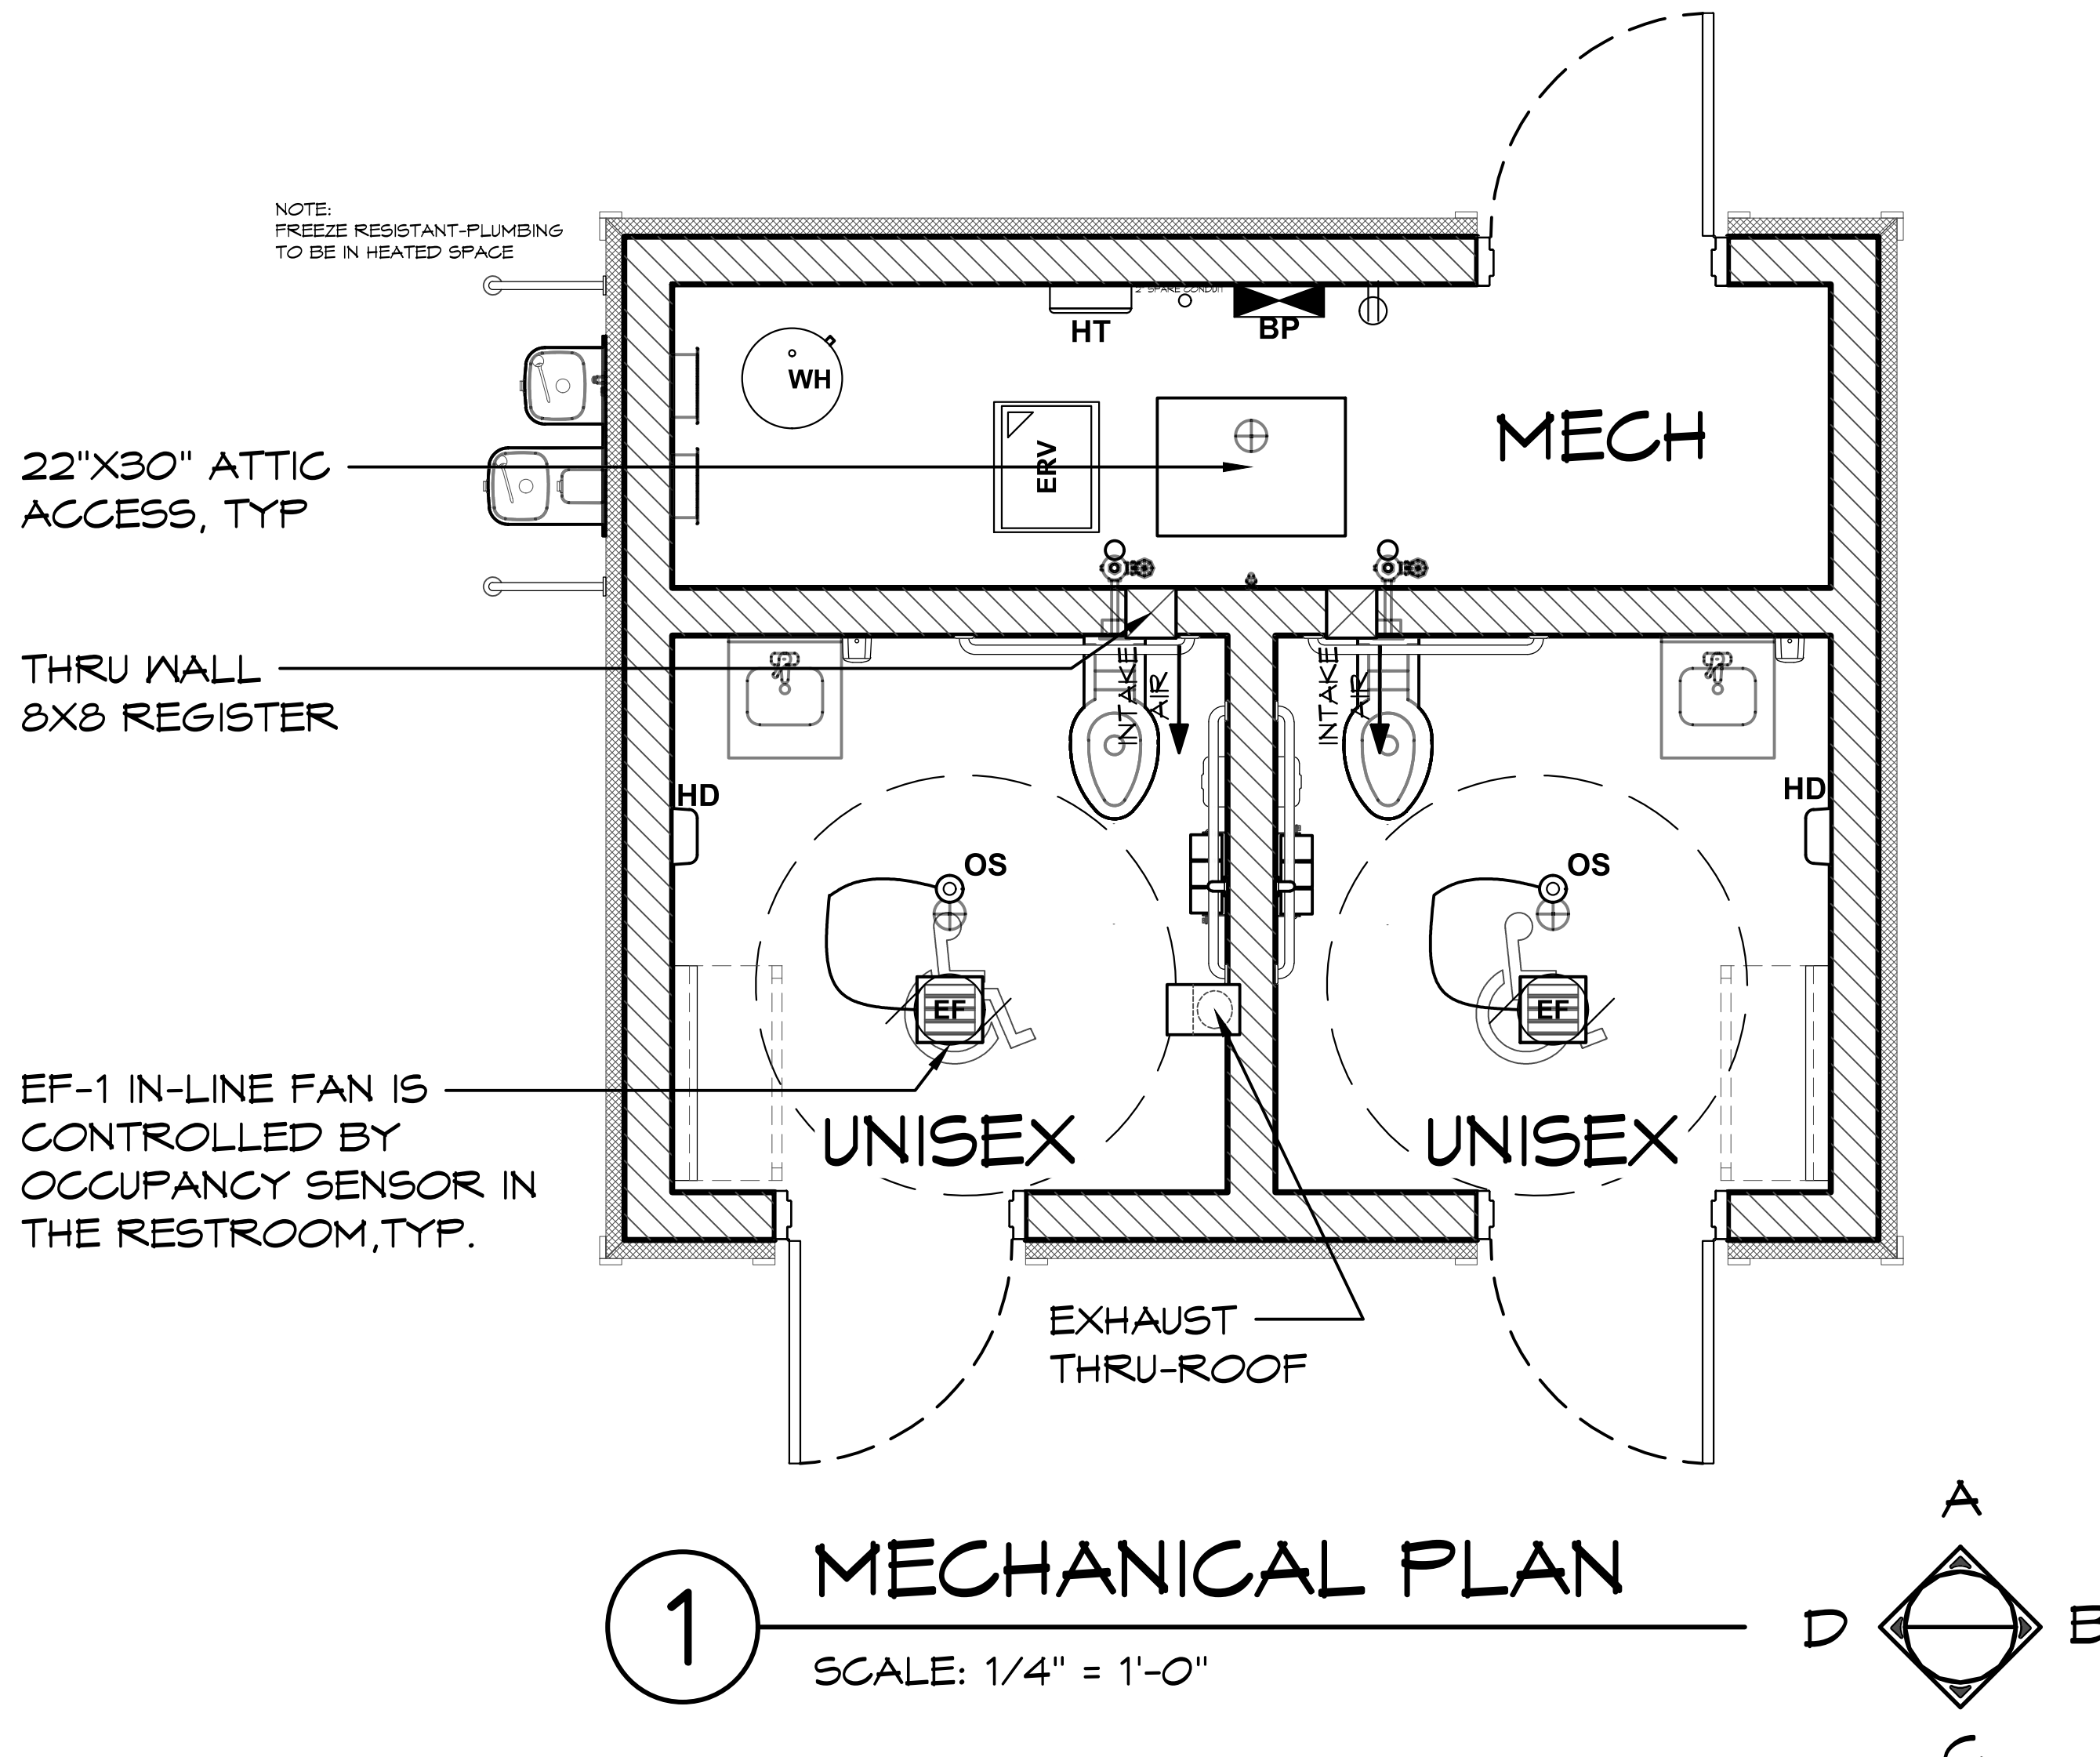 NOTE:
FREEZE RESISTANT-PLUMBING
TO BE IN HEATED SPACE
2" SPARE CONDUIT
HT
BP
WH
ERV
MECH
22"X30" ATTIC
ACCESS, TYP
THRU WALL
8X8 REGISTER
INTAKE
AIR
INTAKE
AIR
HD
HD
OS
OS
EF
EF
EF-1 IN-LINE FAN IS
CONTROLLED BY
OCCUPANCY SENSOR IN
THE RESTROOM,TYP.
UNISEX
UNISEX
EXHAUST
THRU-ROOF
1
MECHANICAL PLAN
SCALE: 1/4" = 1'-0"
A
D
B
C